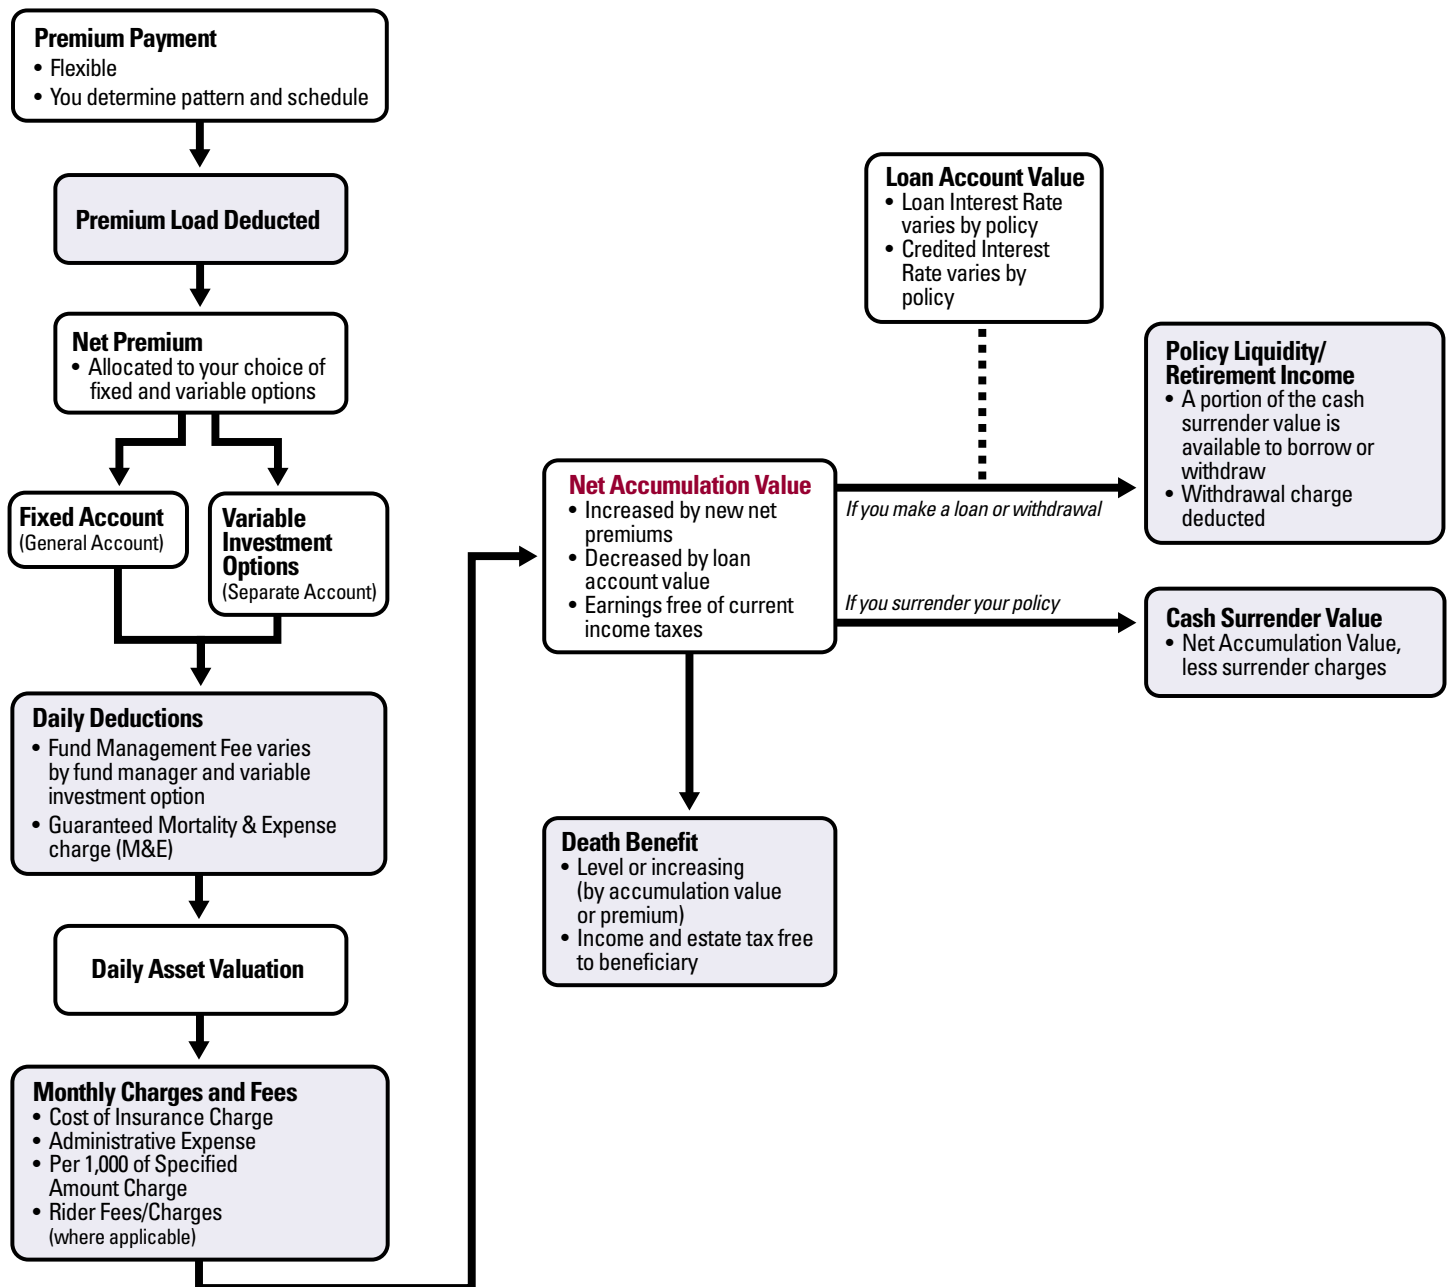 Premium Payment
• Flexible
• You determine pattern and schedule
Premium Load Deducted
Net Premium
• Allocated to your choice of
fixed and variable options
Fixed Account
(General Account)
Variable
Investment
Options
(Separate Account)
Daily Deductions
• Fund Management Fee varies
by fund manager and variable
investment option
• Guaranteed Mortality & Expense
charge (M&E)
Daily Asset Valuation
Monthly Charges and Fees
• Cost of Insurance Charge
• Administrative Expense
• Per 1,000 of Specified
Amount Charge
• Rider Fees/Charges
(where applicable)
Net Accumulation Value
• Increased by new net
premiums
• Decreased by loan
account value
• Earnings free of current
income taxes
Death Benefit
• Level or increasing
(by accumulation value
or premium)
• Income and estate tax free
to beneficiary
Loan Account Value
• Loan Interest Rate
varies by policy
• Credited Interest
Rate varies by
policy
If you make a loan or withdrawal
Policy Liquidity/
Retirement Income
• A portion of the cash
surrender value is
available to borrow or
withdraw
• Withdrawal charge
deducted
If you surrender your policy
Cash Surrender Value
• Net Accumulation Value,
less surrender charges